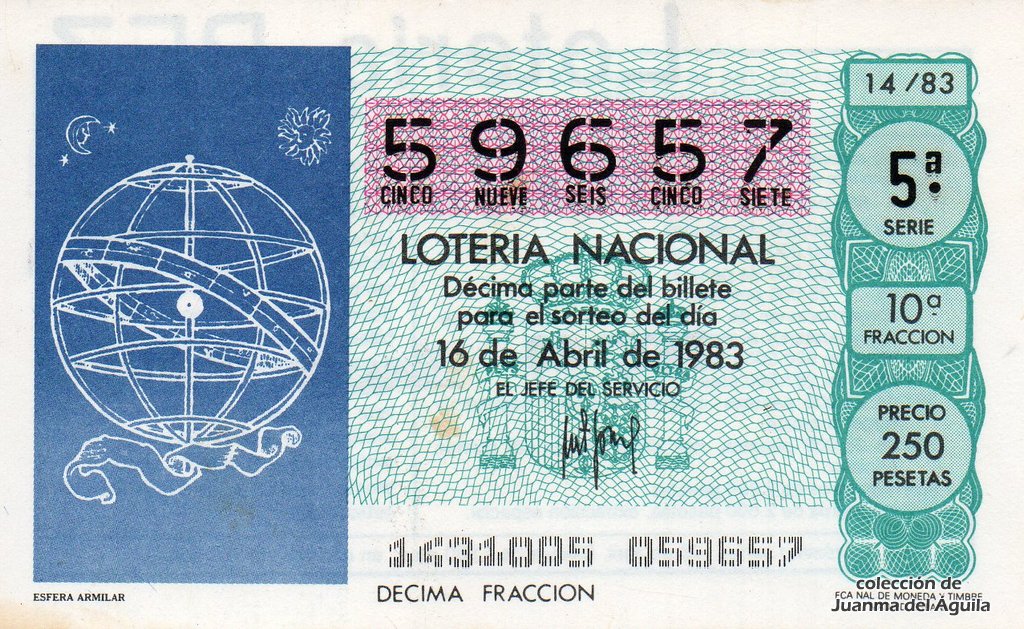 14/83
59657
CINCO NUEVE SEIS CINCO SIETE
5ª
SERIE
LOTERIA NACIONAL
Décima parte del billete
para el sorteo del día
16 de Abril de 1983
EL JEFE DEL SERVICIO
10ª
FRACCION
PRECIO
250
PESETAS
1431005 059657
DECIMA FRACCION
ESFERA ARMILAR
FCA NAL DE MONEDA Y TIMBRE
colección de
Juanma del Aguila